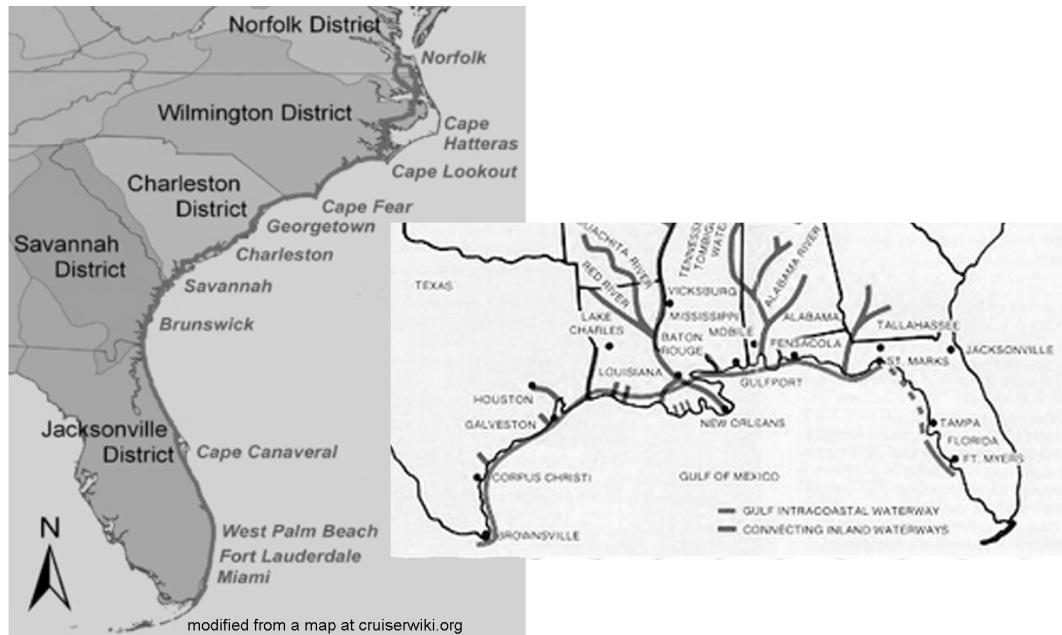 Norfolk District
Norfolk
Wilmington District
Cape
Hatteras
Cape Lookout
Charleston
District
Cape Fear
Georgetown
Charleston
Savannah
District
Savannah
Brunswick
Jacksonville
District
Cape Canaveral
N
West Palm Beach
Fort Lauderdale
Miami
modified from a map at cruiserwiki.org
TEXAS
OUACHITA RIVER
RED RIVER
VICKSBURG
MISSISSIPPI
ALABAMA RIVER
LAKE
CHARLES
BATON
ROUGE
MOBILE
ALABAMA
PENSACOLA
TALLAHASSEE
JACKSONVILLE
ST. MARKS
LOUISIANA
GULFPORT
HOUSTON
GALVESTON
NEW ORLEANS
TAMPA
FLORIDA
FT. MYERS
CORPUS CHRISTI
GULF OF MEXICO
GULF INTRACOASTAL WATERWAY
CONNECTING INLAND WATERWAYS
BROWNSVILLE